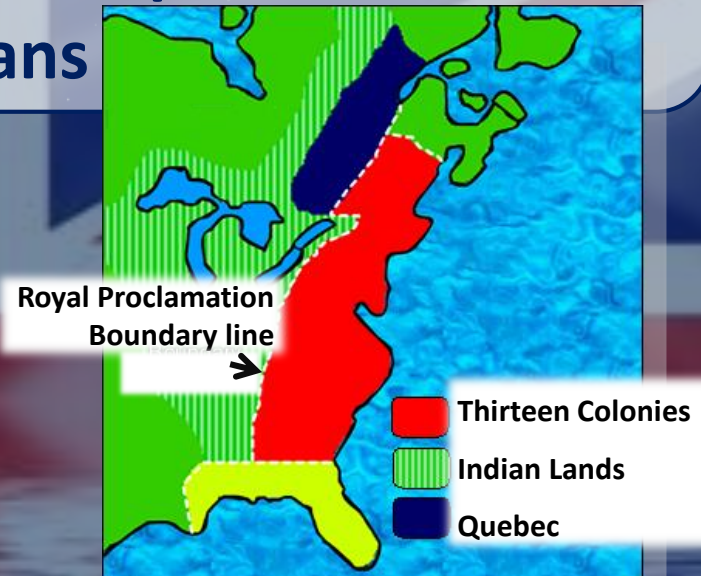 ans
Royal Proclamation
Boundary line
Thirteen Colonies
Indian Lands
Quebec